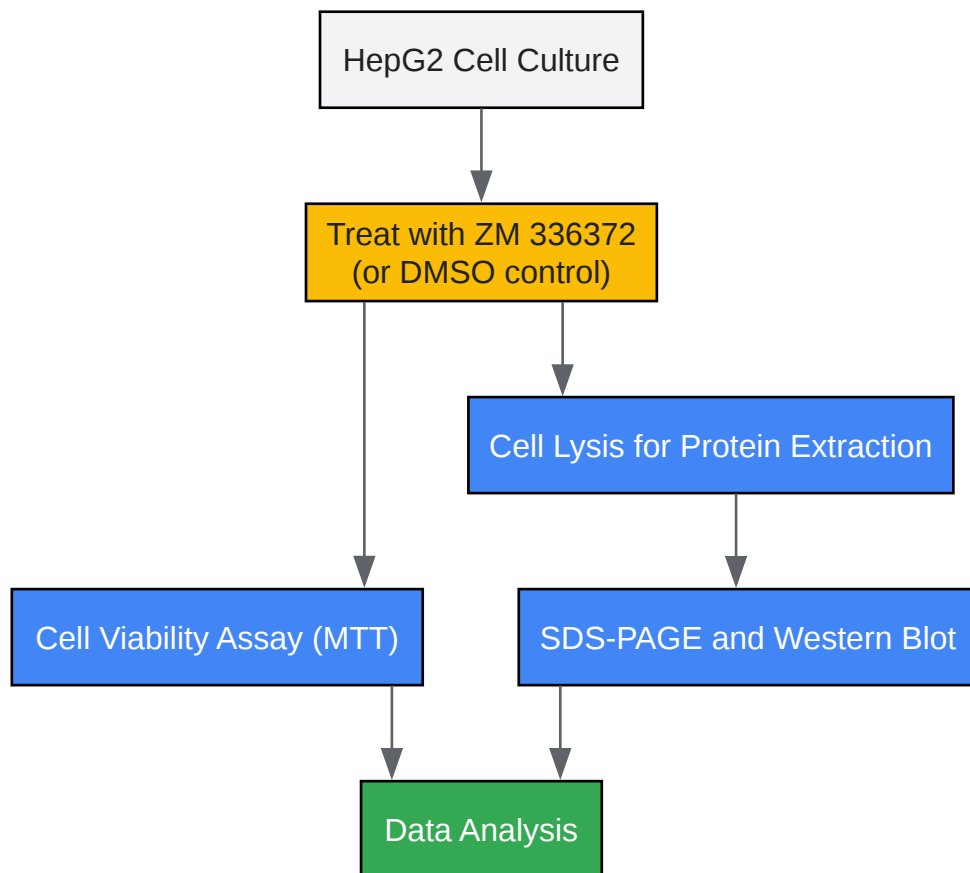 HepG2 Cell Culture
Treat with ZM 336372
(or DMSO control)
Cell Lysis for Protein Extraction
Cell Viability Assay (MTT)
SDS-PAGE and Western Blot
Data Analysis